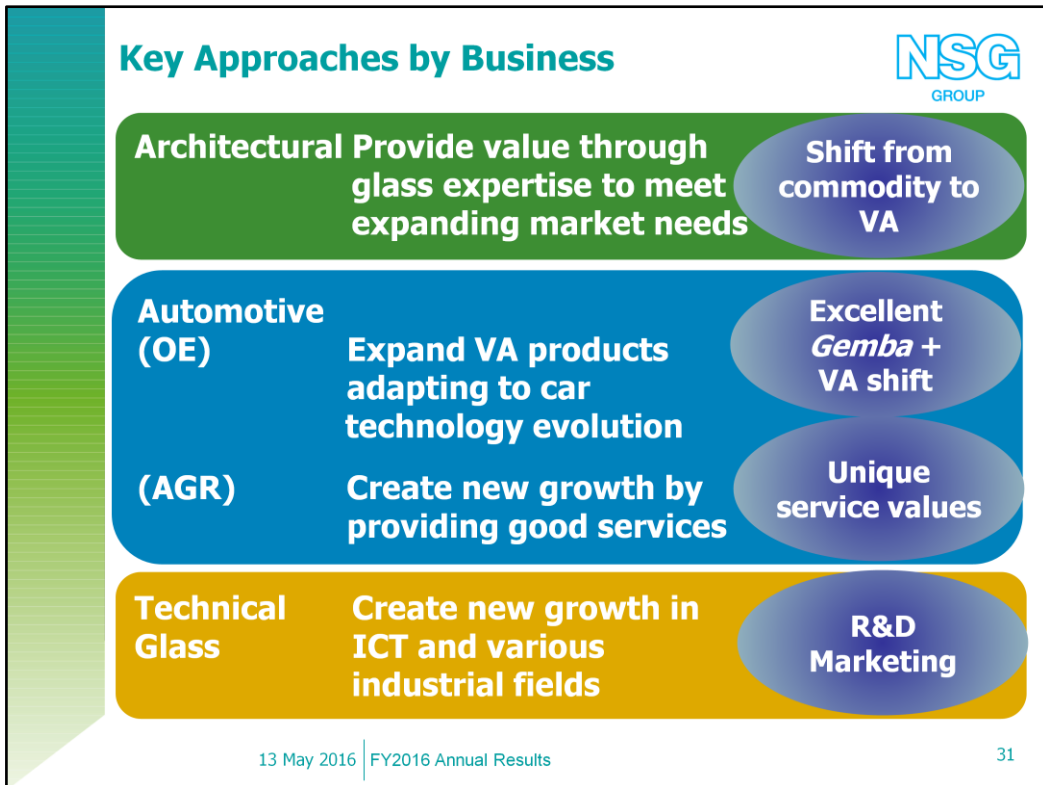 Key Approaches by Business
NSG
GROUP
Architectural Provide value through
glass expertise to meet
expanding market needs
Shift from
commodity to
VA
Automotive
(OE) Expand VA products
adapting to car
technology evolution
Excellent
Gemba +
VA shift
(AGR) Create new growth by
providing good services
Unique
service values
Technical Create new growth in
Glass ICT and various
industrial fields
R&D
Marketing
13 May 2016 FY2016 Annual Results
31